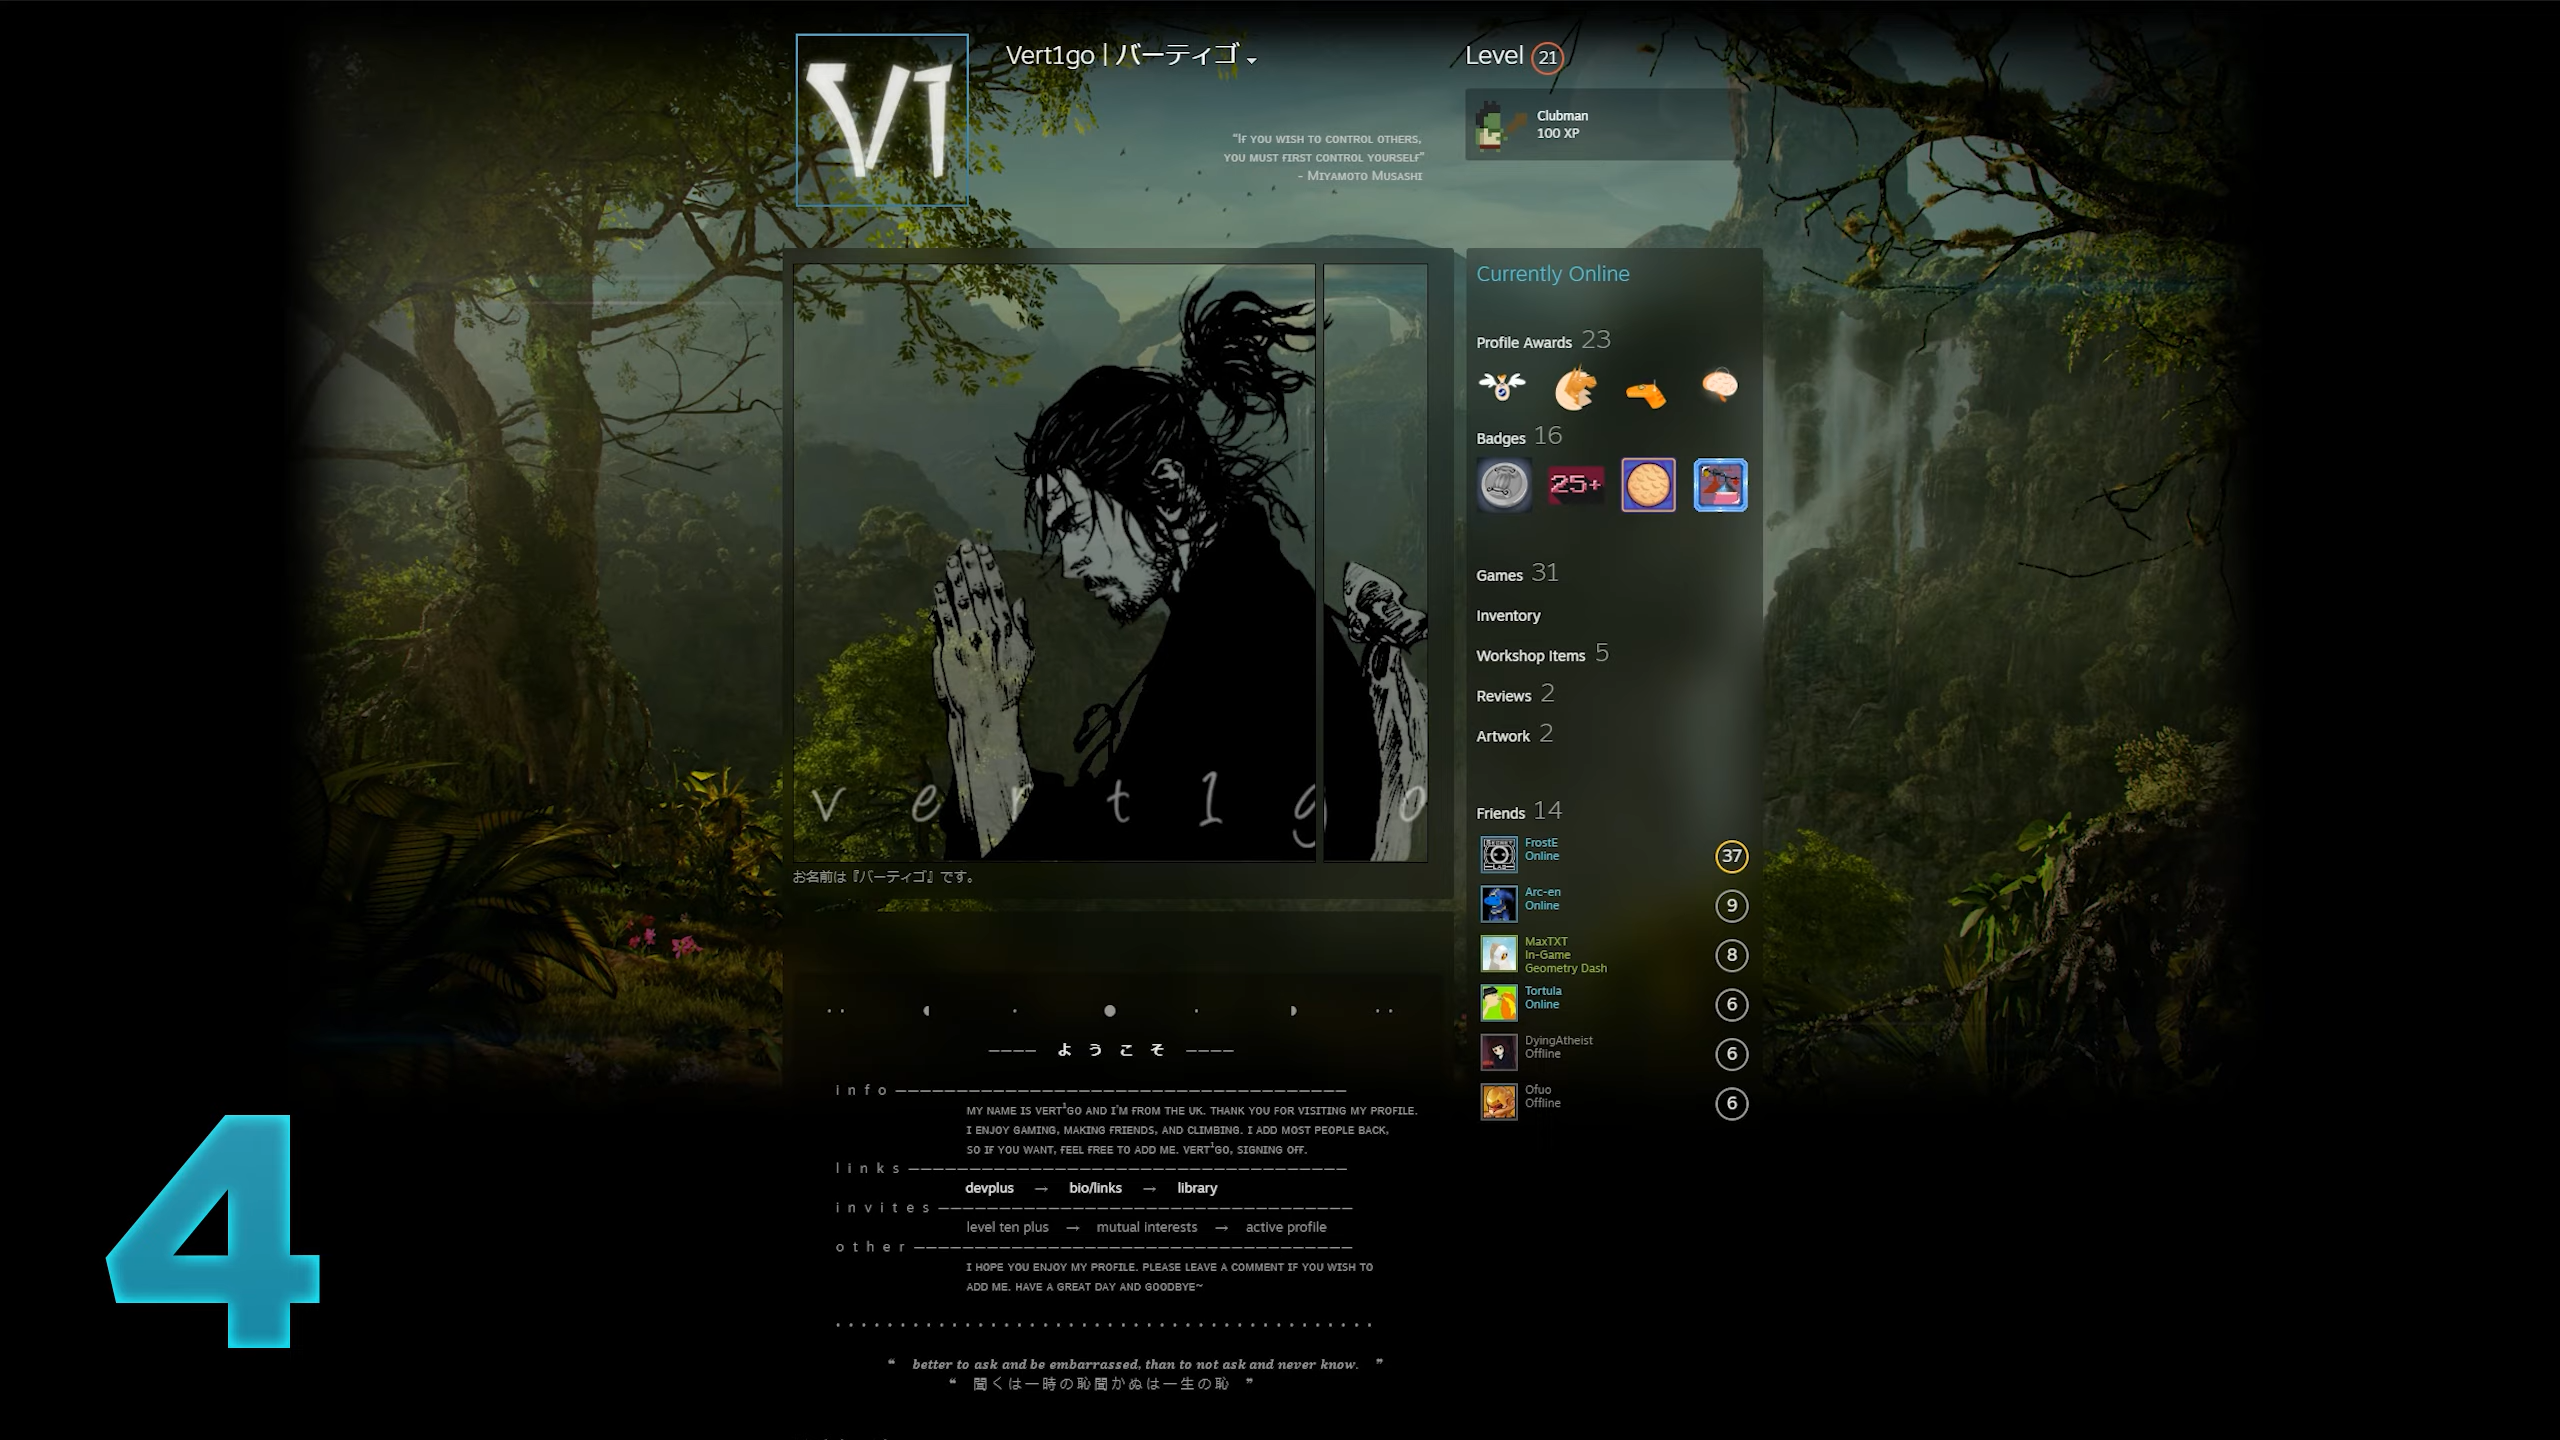 V1
Vert1go | バーティゴ
“If you wish to control others,
you must first control yourself”
- Miyamoto Musashi
Level 21
Clubman
100 XP
v e r t 1 g o
お名前は『バーティゴ』です。
Currently Online
Profile Awards 23
Badges 16
25+
Games 31
Inventory
Workshop Items 5
Reviews 2
Artwork 2
Friends 14
FrostE
Online
37
Arc-en
Online
9
MaxTXT
In-Game
Geometry Dash
8
Tortula
Online
6
DyingAtheist
Offline
6
Ofuo
Offline
6
———— よ う こ そ ————
i n f o
MY NAME IS VERT¹GO AND I'M FROM THE UK. THANK YOU FOR VISITING MY PROFILE.
I ENJOY GAMING, MAKING FRIENDS, AND CLIMBING. I ADD MOST PEOPLE BACK,
SO IF YOU WANT, FEEL FREE TO ADD ME. VERT¹GO, SIGNING OFF.
l i n k s
devplus → bio/links → library
i n v i t e s
level ten plus → mutual interests → active profile
o t h e r
I HOPE YOU ENJOY MY PROFILE. PLEASE LEAVE A COMMENT IF YOU WISH TO
ADD ME. HAVE A GREAT DAY AND GOODBYE~
❝ better to ask and be embarrassed, than to not ask and never know. ❞
❝ 聞くは一時の恥聞かぬは一生の恥 ❞
4